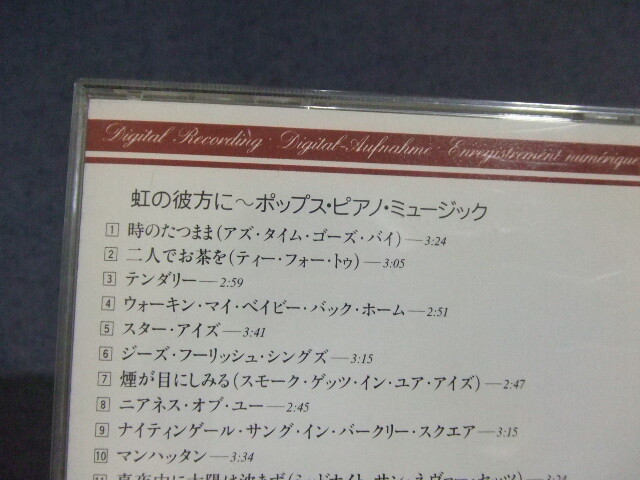 Digital Recording · Digital-Aufnahme · Enregistrement numérique
虹の彼方に〜ポップス・ピアノ・ミュージック
1 時のたつまま(アズ・タイム・ゴーズ・バイ)—3:24
2 二人でお茶を(ティー・フォー・トゥ)—3:05
3 テンダリー—2:59
4 ウォーキン・マイ・ベイビー・バック・ホーム—2:51
5 スター・アイズ—3:41
6 ジーズ・フーリッシュ・シングズ—3:15
7 煙が目にしみる(スモーク・ゲッツ・イン・ユア・アイズ)—2:47
8 ニアネス・オブ・ユー—2:45
9 ナイティンゲール・サング・イン・バークリー・スクエア—3:15
10 マンハッタン—3:34